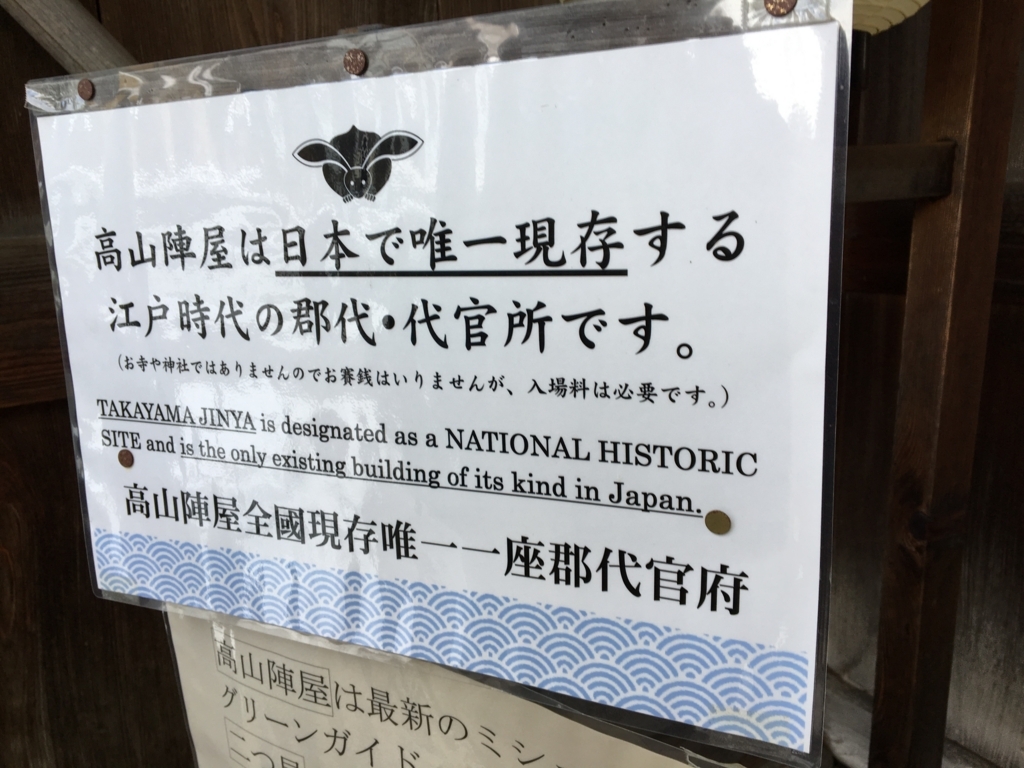 高山陣屋は日本で唯一現存する
江戸時代の郡代・代官所です。
(お寺や神社ではありませんのでお賽銭はいりませんが、入場料は必要です。)
TAKAYAMA JINYA is designated as a NATIONAL HISTORIC
SITE and is the only existing building of its kind in Japan.
高山陣屋全國現存唯一一座郡代官府
高山陣屋は最新のミシ
グリーンガイド
二つ星